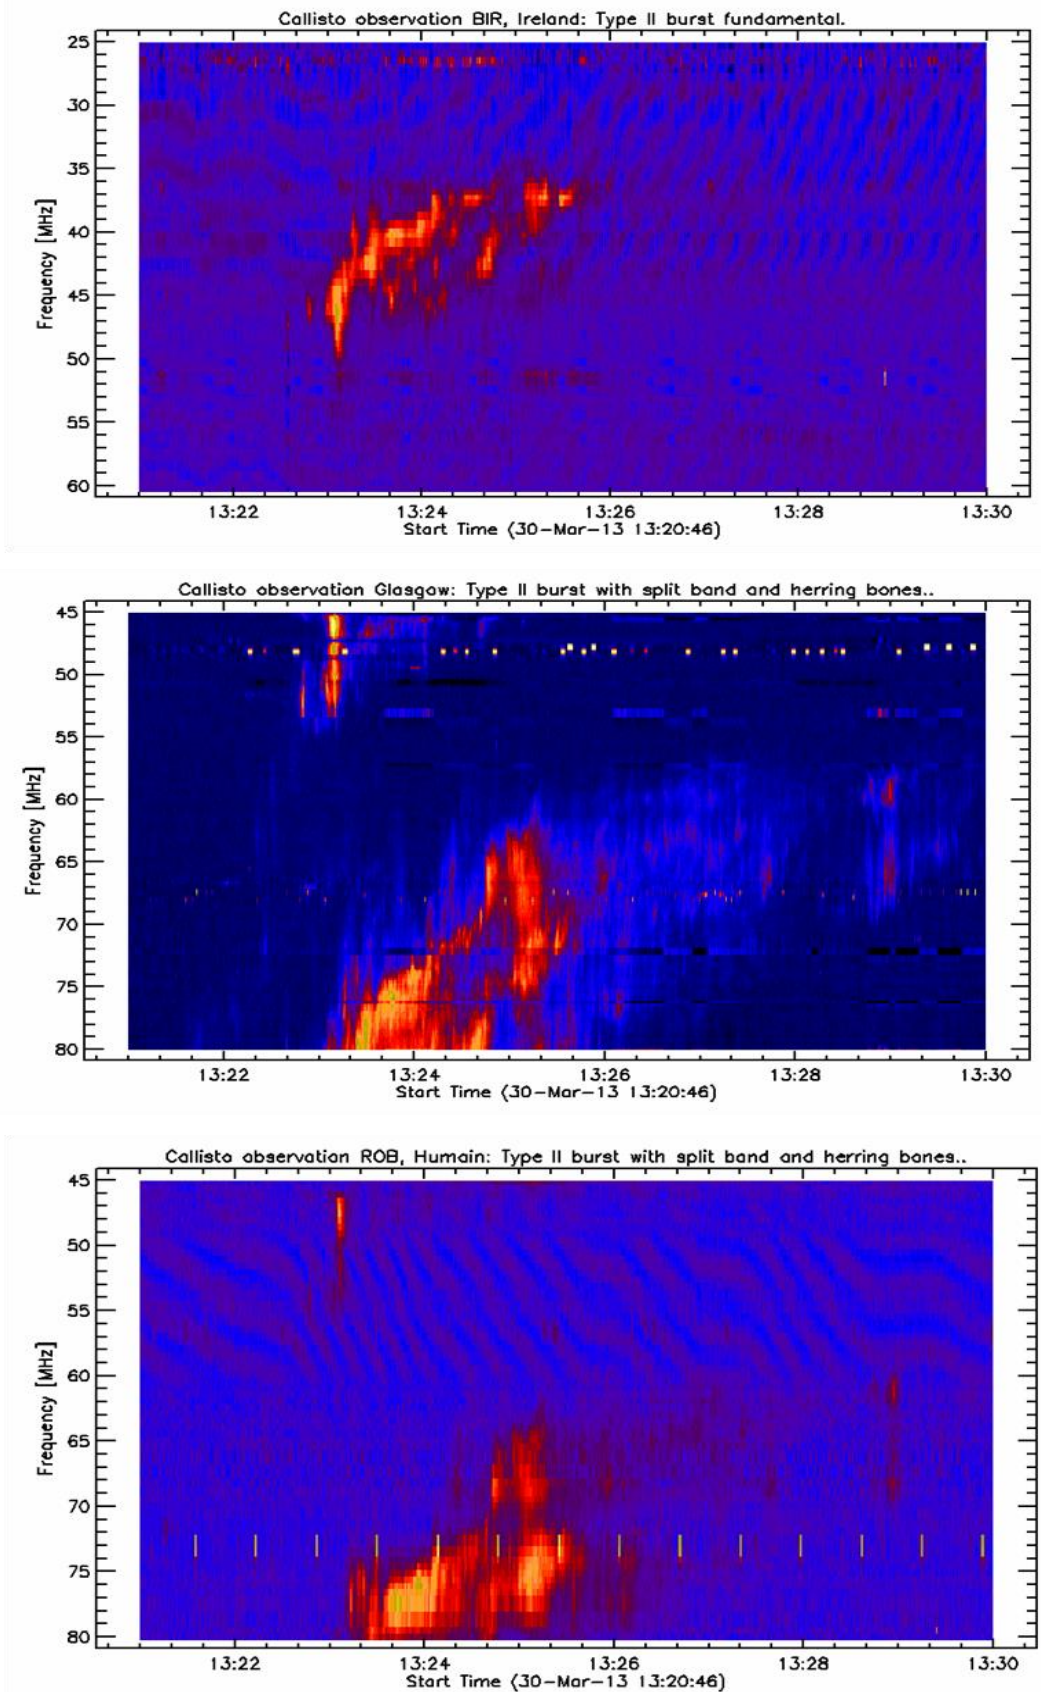 Callisto observation BIR, Ireland: Type II burst fundamental.
25
30
35
40
45
50
55
60
Frequency [MHz]
13:22 13:24 13:26 13:28 13:30
Start Time (30-Mar-13 13:20:46)
Callisto observation Glasgow: Type II burst with split band and herring bones..
45
50
55
60
65
70
75
80
Frequency [MHz]
13:22 13:24 13:26 13:28 13:30
Start Time (30-Mar-13 13:20:46)
Callisto observation ROB, Humain: Type II burst with split band and herring bones..
45
50
55
60
65
70
75
80
Frequency [MHz]
13:22 13:24 13:26 13:28 13:30
Start Time (30-Mar-13 13:20:46)